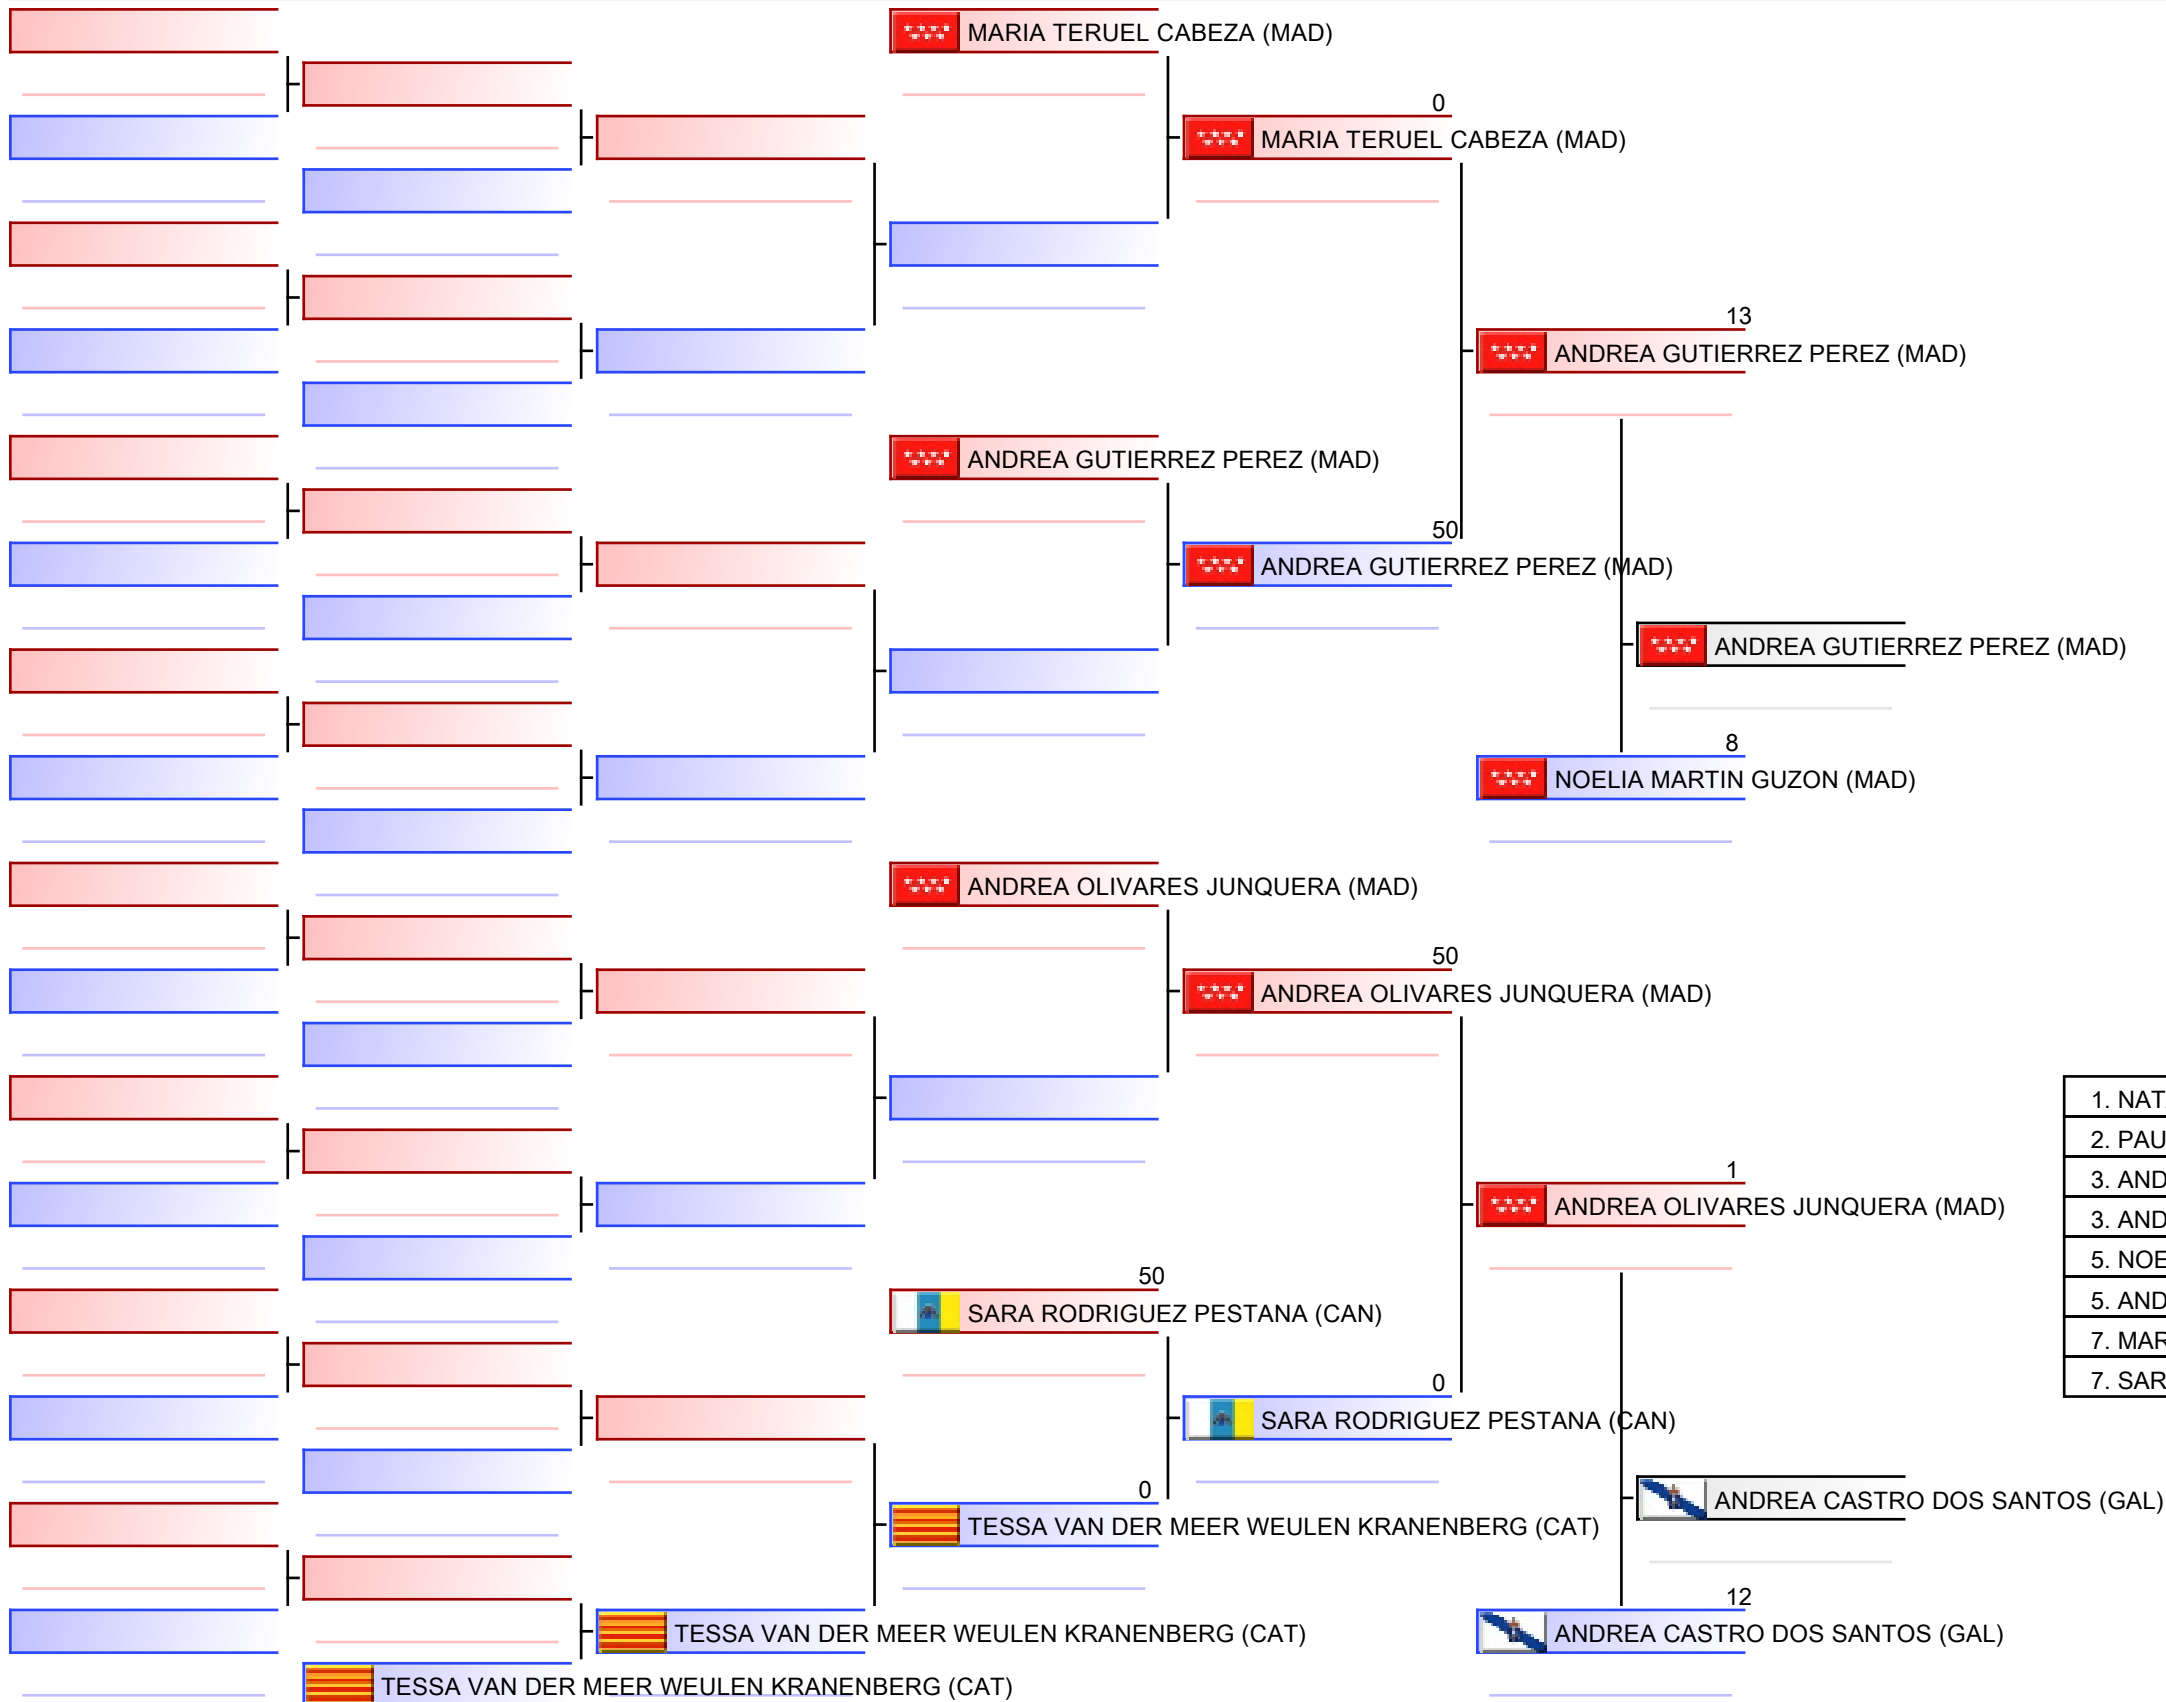 MARIA TERUEL CABEZA (MAD)
0
MARIA TERUEL CABEZA (MAD)
13
ANDREA GUTIERREZ PEREZ (MAD)
ANDREA GUTIERREZ PEREZ (MAD)
50
ANDREA GUTIERREZ PEREZ (MAD)
ANDREA GUTIERREZ PEREZ (MAD)
8
NOELIA MARTIN GUZON (MAD)
ANDREA OLIVARES JUNQUERA (MAD)
50
ANDREA OLIVARES JUNQUERA (MAD)
1. NAT
2. PAU
3. AND
3. AND
5. NOE
5. AND
7. MAR
7. SAR
1
ANDREA OLIVARES JUNQUERA (MAD)
50
SARA RODRIGUEZ PESTANA (CAN)
0
SARA RODRIGUEZ PESTANA (CAN)
0
TESSA VAN DER MEER WEULEN KRANENBERG (CAT)
ANDREA CASTRO DOS SANTOS (GAL)
12
TESSA VAN DER MEER WEULEN KRANENBERG (CAT)
ANDREA CASTRO DOS SANTOS (GAL)
TESSA VAN DER MEER WEULEN KRANENBERG (CAT)